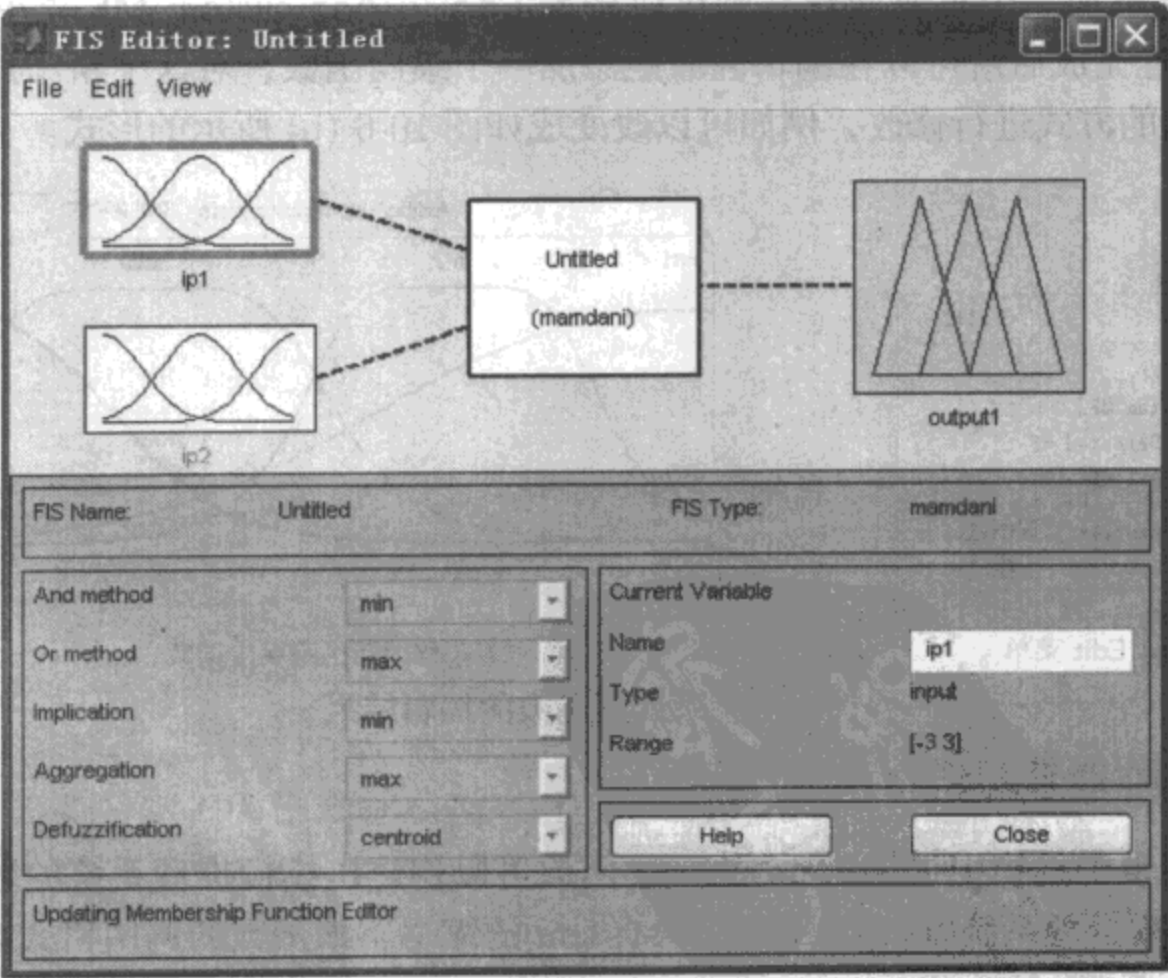 FIS Editor: Untitled
File Edit View
ip1
ip2
Untitled
(mamdani)
output1
FIS Name: Untitled
FIS Type: mamdani
And method min
Or method max
Implication min
Aggregation max
Defuzzification centroid
Current Variable
Name ip1
Type input
Range [-3 3]
Help
Close
Updating Membership Function Editor